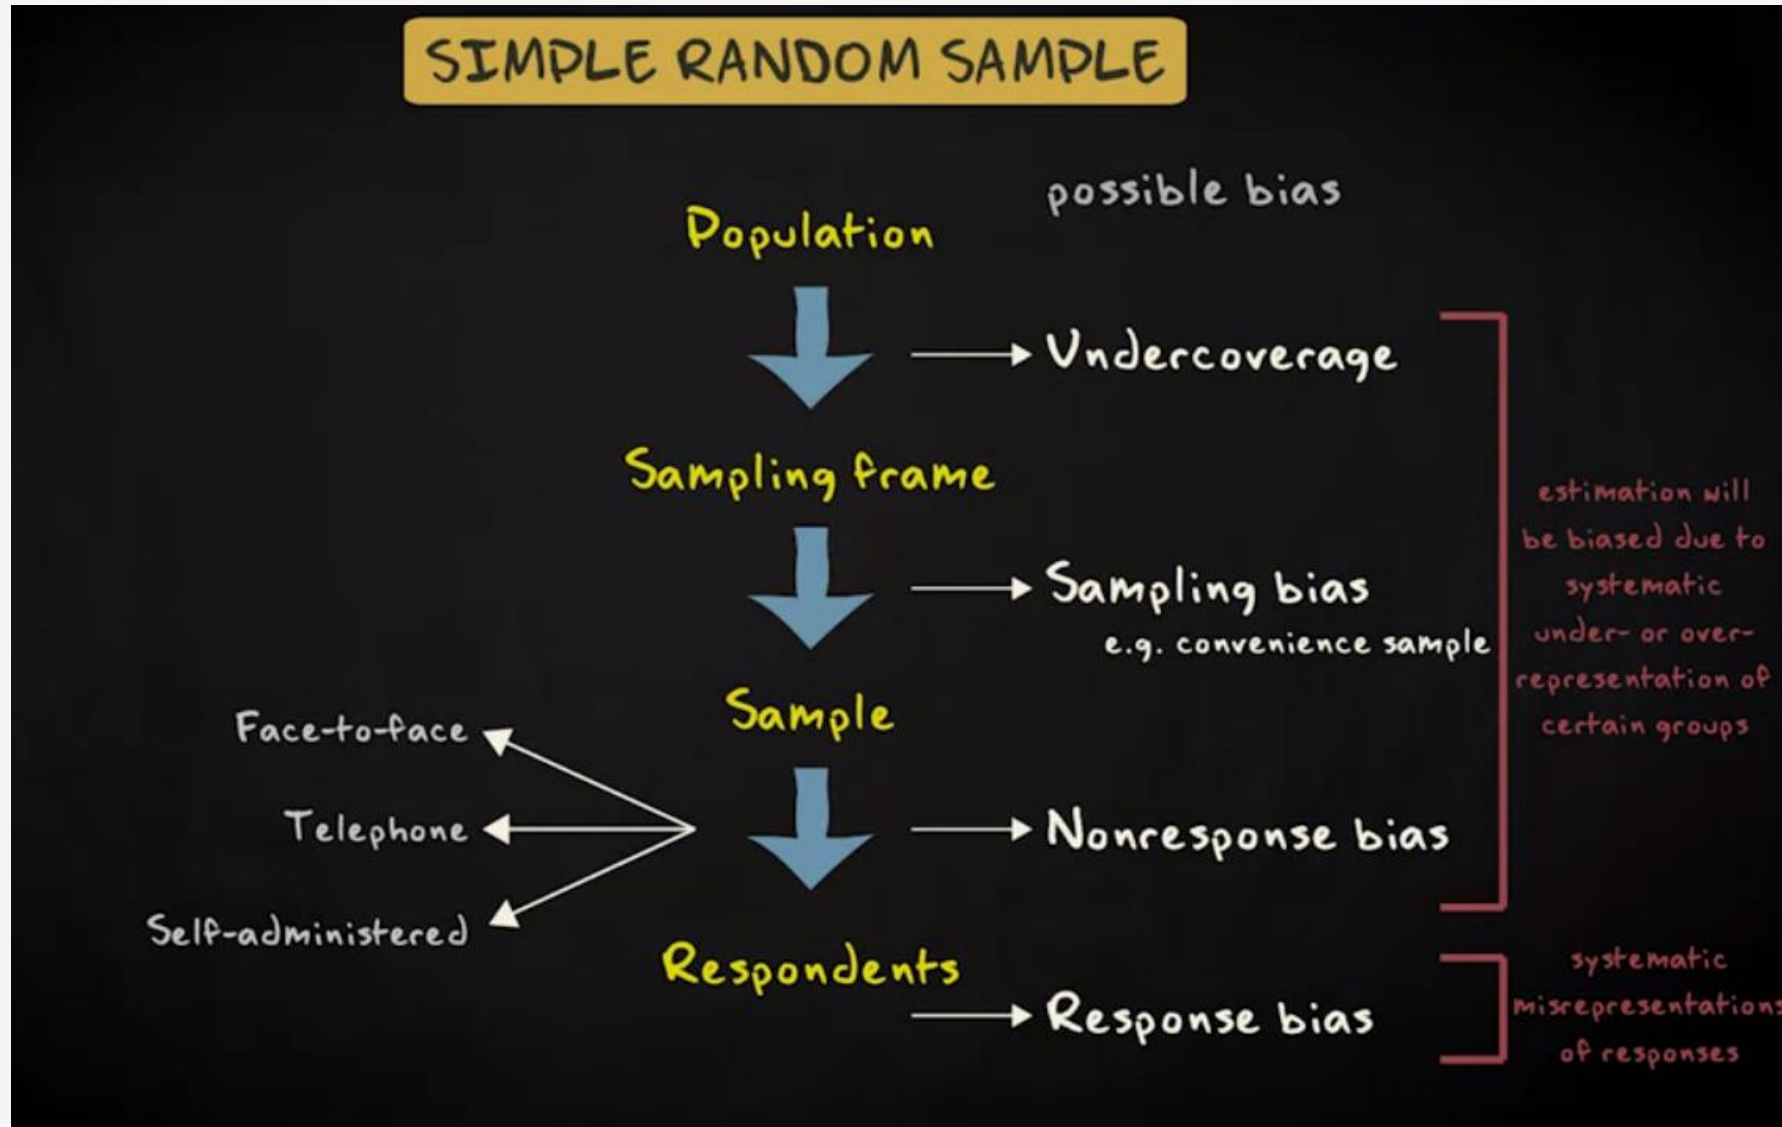 SIMPLE RANDOM SAMPLE
possible bias
Population
Undercoverage
Sampling frame
Sampling bias
e.g. convenience sample
Sample
Face-to-face
Telephone
Self-administered
Nonresponse bias
Respondents
Response bias
estimation will
be biased due to
systematic
under- or over-
representation of
certain groups
systematic
misrepresentations
of responses